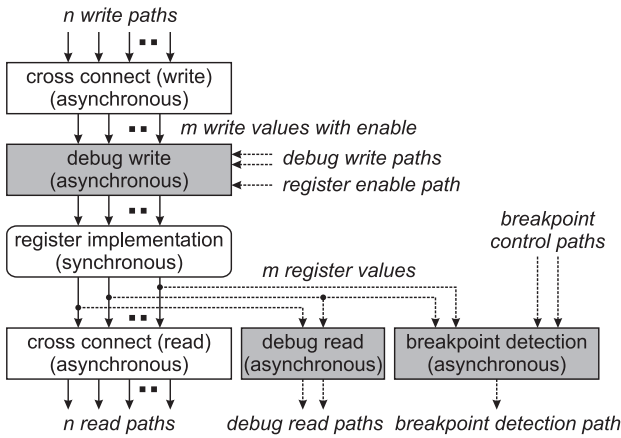 n write paths
cross connect (write)
(asynchronous)
m write values with enable
debug write
(asynchronous)
debug write paths
register enable path
register implementation
(synchronous)
breakpoint
control paths
m register values
cross connect (read)
(asynchronous)
debug read
(asynchronous)
breakpoint detection
(asynchronous)
n read paths
debug read paths
breakpoint detection path